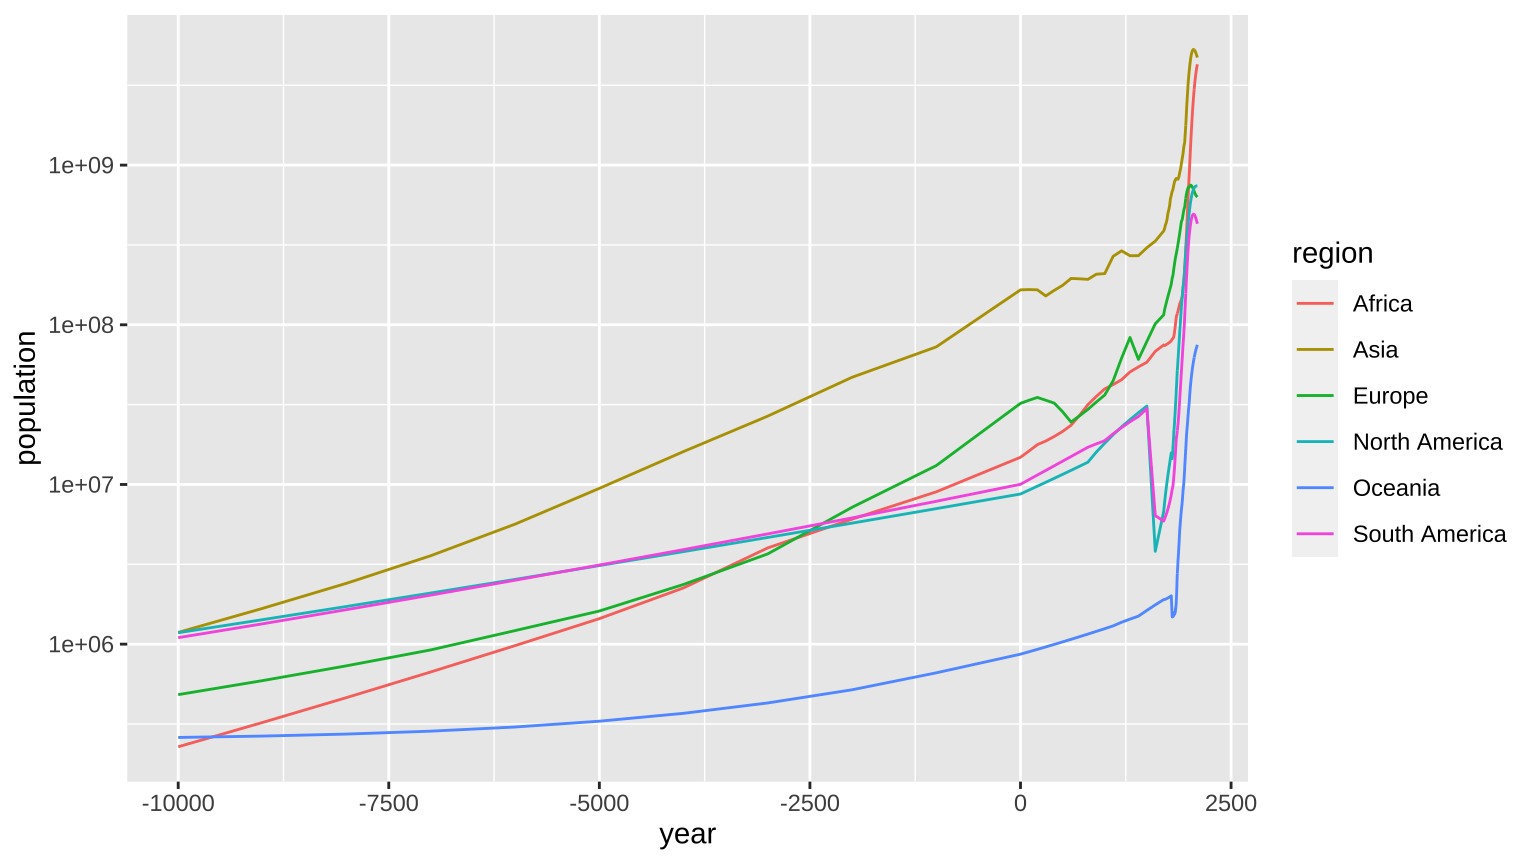 population
1e+09
1e+08
1e+07
1e+06
-10000 -7500 -5000 -2500 0 2500
year
region
Africa
Asia
Europe
North America
Oceania
South America